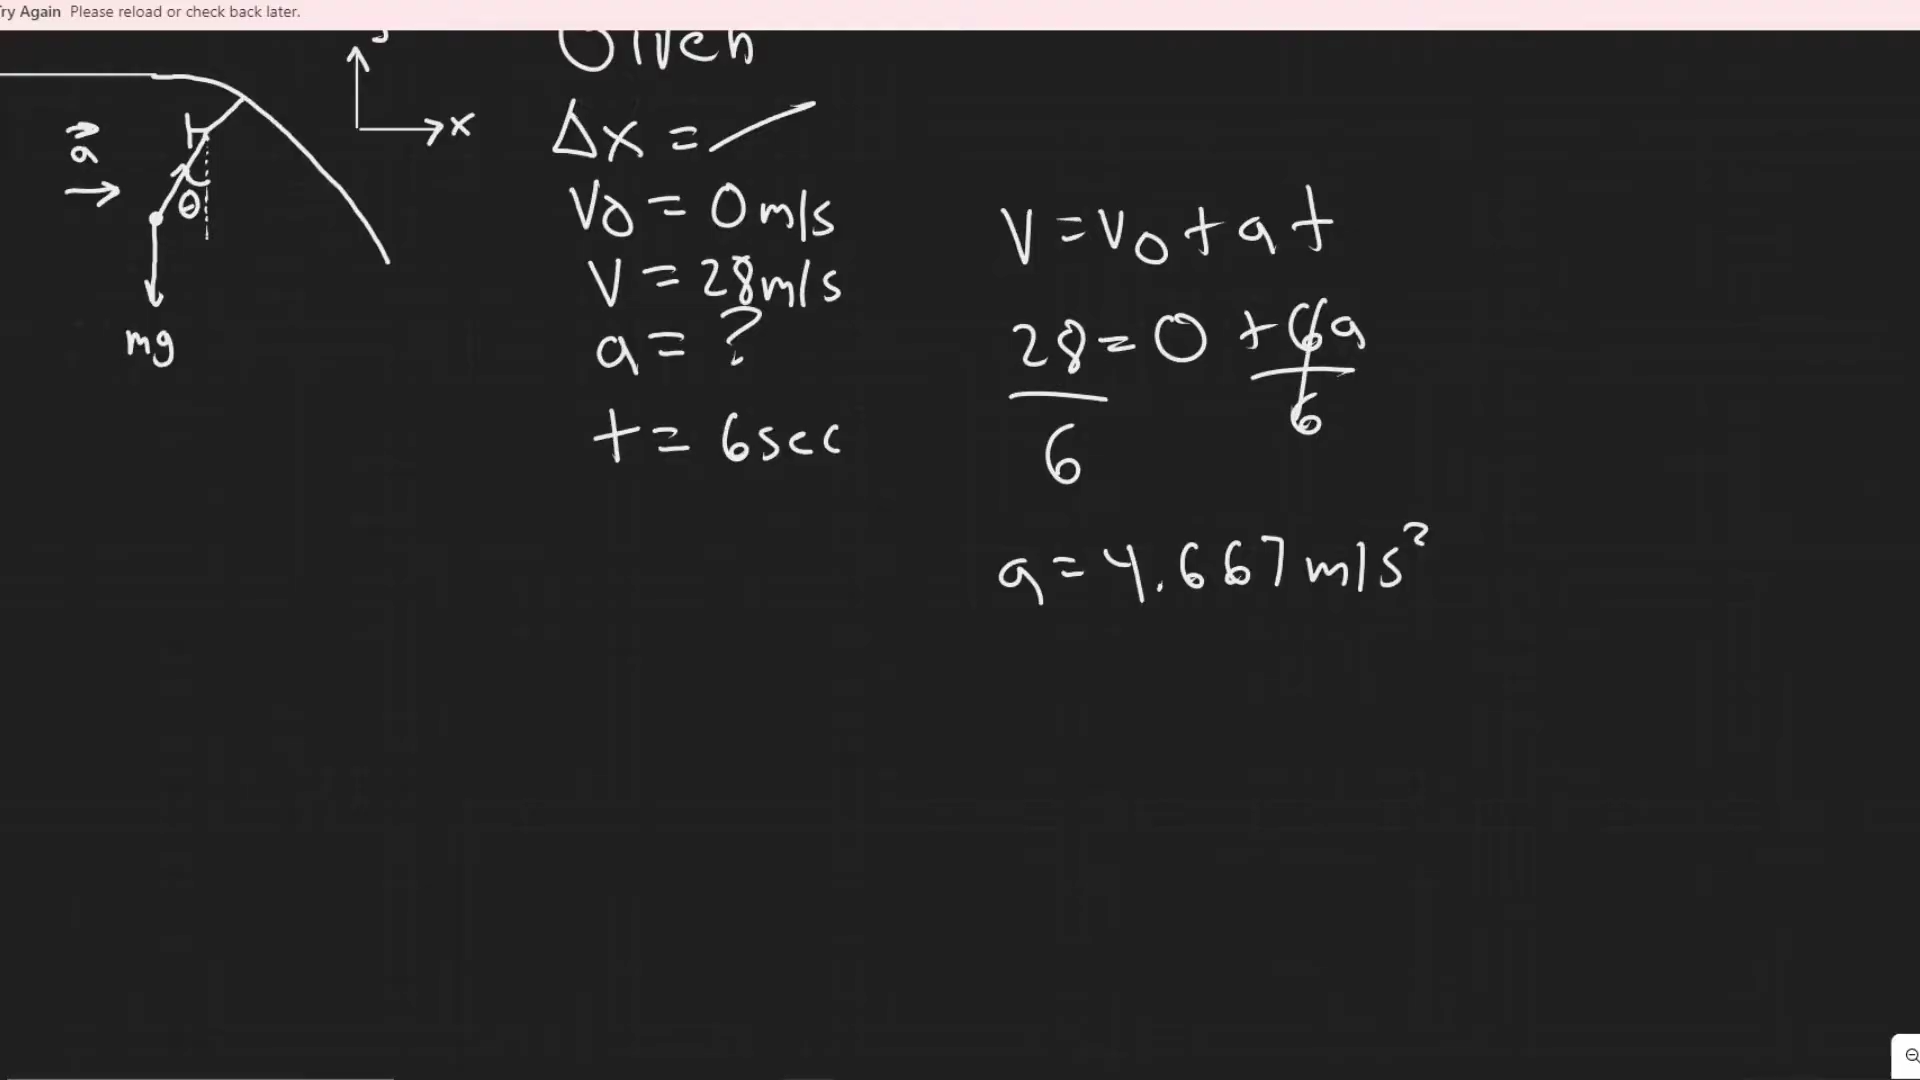 Try Again Please reload or check back later.
Given
Δx =
x
a⃗
θ
mg
v0 = 0 m/s
v = 28 m/s
a = ?
t = 6 sec
v = v0 + at
28 = 0 + 6a
6 6
a = 4.667 m/s²